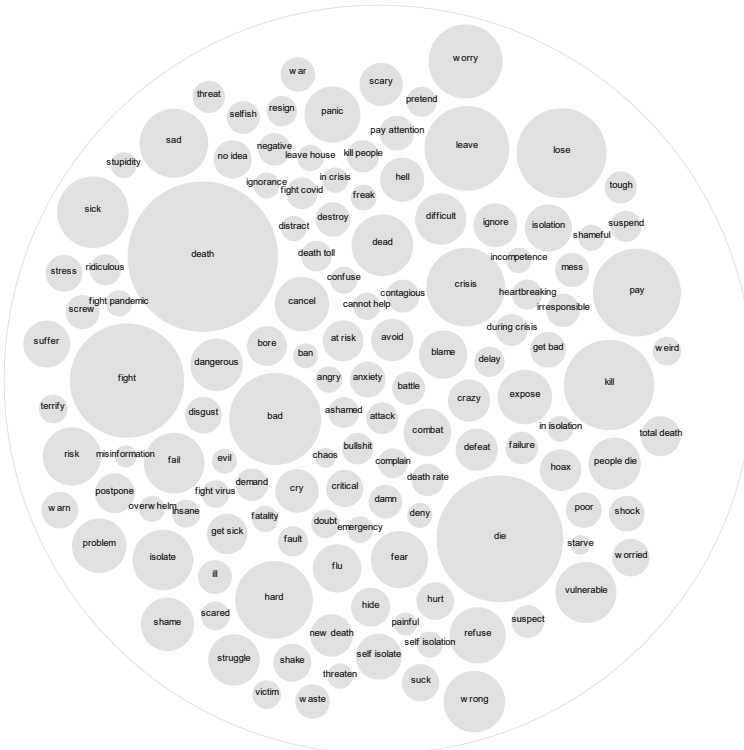 worry
war
scary
threat
pretend
selfish
resign
panic
pay attention
sad
leave
lose
negative
no idea
leave house
kill people
stupidity
in crisis
hell
ignorance
fight covid
freak
tough
sick
destroy
difficult
ignore
isolation
suspend
distract
shameful
dead
death
death toll
incompetence
stress
ridiculous
mess
confuse
crisis
contagious
heartbreaking
pay
cancel
fight pandemic
cannot help
screw
irresponsible
during crisis
suffer
bore
at risk
avoid
get bad
weird
ban
blame
delay
dangerous
fight
angry
anxiety
kill
battle
expose
crazy
terrify
disgust
bad
ashamed
attack
in isolation
combat
total death
bullshit
failure
defeat
risk
misinformation
fail
evil
chaos
complain
people die
hoax
death rate
demand
postpone
fight virus
cry
critical
damn
overwhelm
insane
warn
fatality
deny
poor
shock
doubt
emergency
get sick
fault
die
problem
starve
isolate
fear
worried
flu
ill
vulnerable
hard
hide
hurt
scared
shame
painful
suspect
new death
refuse
self isolation
struggle
shake
self isolate
threaten
suck
victim
waste
wrong